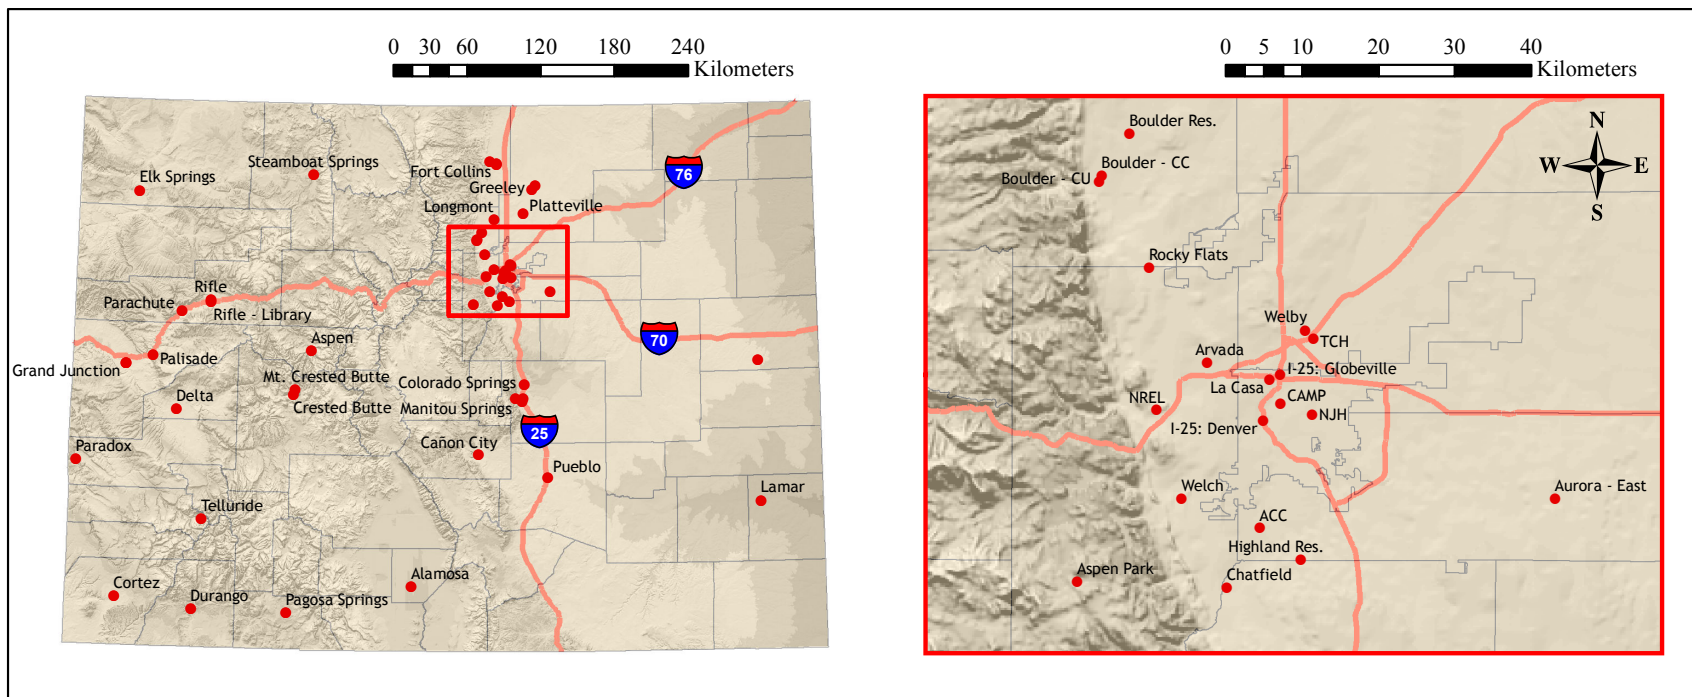 0 30 60 120 180 240
Kilometers
Steamboat Springs
Elk Springs
Fort Collins
Greeley
Longmont
Platteville
76
Rifle
Parachute
Rifle - Library
Aspen
70
Palisade
Grand Junction
Mt. Crested Butte
Colorado Springs
Delta
Crested Butte
Manitou Springs
25
Cañon City
Paradox
Pueblo
Lamar
Telluride
Alamosa
Cortez
Durango
Pagosa Springs
0 5 10 20 30 40
Kilometers
Boulder Res.
N
W E
S
Boulder - CC
Boulder - CU
Rocky Flats
Welby
TCH
Arvada
I-25: Globeville
La Casa
NREL
CAMP
NJH
I-25: Denver
Welch
Aurora - East
ACC
Highland Res.
Aspen Park
Chatfield